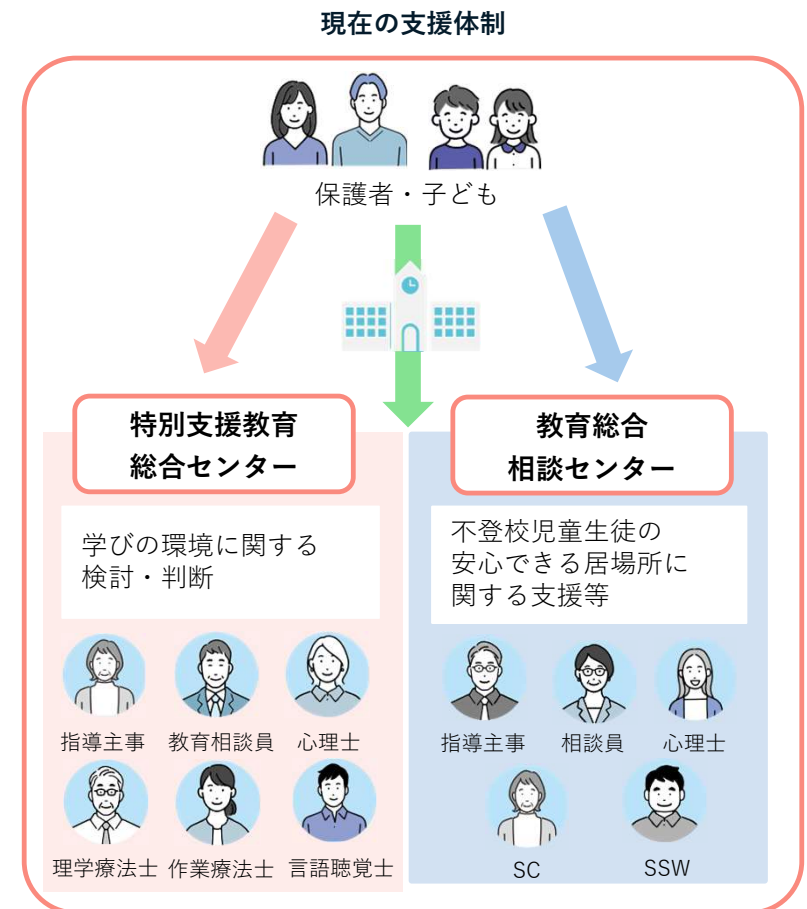 現在の支援体制
保護者・子ども
特別支援教育
総合センター
学びの環境に関する
検討・判断
指導主事 教育相談員 心理士
理学療法士 作業療法士 言語聴覚士
教育総合
相談センター
不登校児童生徒の
安心できる居場所に
関する支援等
指導主事 相談員 心理士
SC SSW